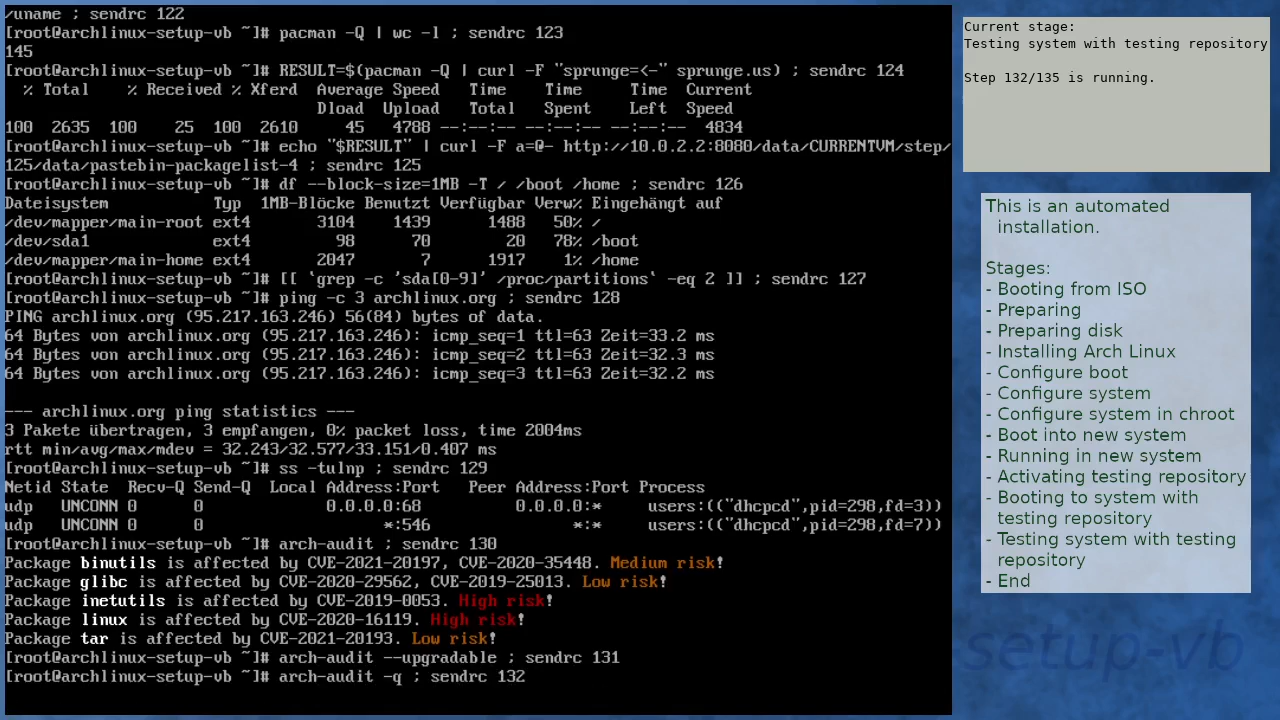 /uname ; sendrc 122
[root@archlinux-setup-vb ~]# pacman -Q | wc -l ; sendrc 123
145
[root@archlinux-setup-vb ~]# RESULT=$(pacman -Q | curl -F "sprunge=<-" sprunge.us) ; sendrc 124
  % Total    % Received % Xferd  Average Speed   Time    Time     Time  Current
                                 Dload  Upload   Total   Spent    Left  Speed
100  2635  100    25  100  2610     45   4788 --:--:-- --:--:-- --:--:--  4834
[root@archlinux-setup-vb ~]# echo "$RESULT" | curl -F a=@- http://10.0.2.2:8080/data/CURRENTVM/step/
125/data/pastebin-packagelist-4 ; sendrc 125
[root@archlinux-setup-vb ~]# df --block-size=1MB -T / /boot /home ; sendrc 126
Dateisystem           Typ  1MB-Blöcke Benutzt Verfügbar Verw% Eingehängt auf
/dev/mapper/main-root ext4       3104    1439      1488   50% /
/dev/sda1             ext4         98      70        20   78% /boot
/dev/mapper/main-home ext4       2047       7      1917    1% /home
[root@archlinux-setup-vb ~]# [[ `grep -c 'sda[0-9]' /proc/partitions` -eq 2 ]] ; sendrc 127
[root@archlinux-setup-vb ~]# ping -c 3 archlinux.org ; sendrc 128
PING archlinux.org (95.217.163.246) 56(84) bytes of data.
64 Bytes von archlinux.org (95.217.163.246): icmp_seq=1 ttl=63 Zeit=33.2 ms
64 Bytes von archlinux.org (95.217.163.246): icmp_seq=2 ttl=63 Zeit=32.3 ms
64 Bytes von archlinux.org (95.217.163.246): icmp_seq=3 ttl=63 Zeit=32.2 ms
--- archlinux.org ping statistics ---
3 Pakete übertragen, 3 empfangen, 0% packet loss, time 2004ms
rtt min/avg/max/mdev = 32.243/32.577/33.151/0.407 ms
[root@archlinux-setup-vb ~]# ss -tulnp ; sendrc 129
Netid State  Recv-Q Send-Q  Local Address:Port   Peer Address:Port Process
udp   UNCONN 0      0             0.0.0.0:68          0.0.0.0:*     users:(("dhcpcd",pid=298,fd=3))
udp   UNCONN 0      0                   *:546               *:*     users:(("dhcpcd",pid=298,fd=7))
[root@archlinux-setup-vb ~]# arch-audit ; sendrc 130
Package binutils is affected by CVE-2021-20197, CVE-2020-35448. Medium risk!
Package glibc is affected by CVE-2020-29562, CVE-2019-25013. Low risk!
Package inetutils is affected by CVE-2019-0053. High risk!
Package linux is affected by CVE-2020-16119. High risk!
Package tar is affected by CVE-2021-20193. Low risk!
[root@archlinux-setup-vb ~]# arch-audit --upgradable ; sendrc 131
[root@archlinux-setup-vb ~]# arch-audit -q ; sendrc 132
Current stage:
Testing system with testing repository
Step 132/135 is running.
This is an automated
installation.
Stages:
- Booting from ISO
- Preparing
- Preparing disk
- Installing Arch Linux
- Configure boot
- Configure system
- Configure system in chroot
- Boot into new system
- Running in new system
- Activating testing repository
- Booting to system with
testing repository
- Testing system with testing
repository
- End
setup-vb